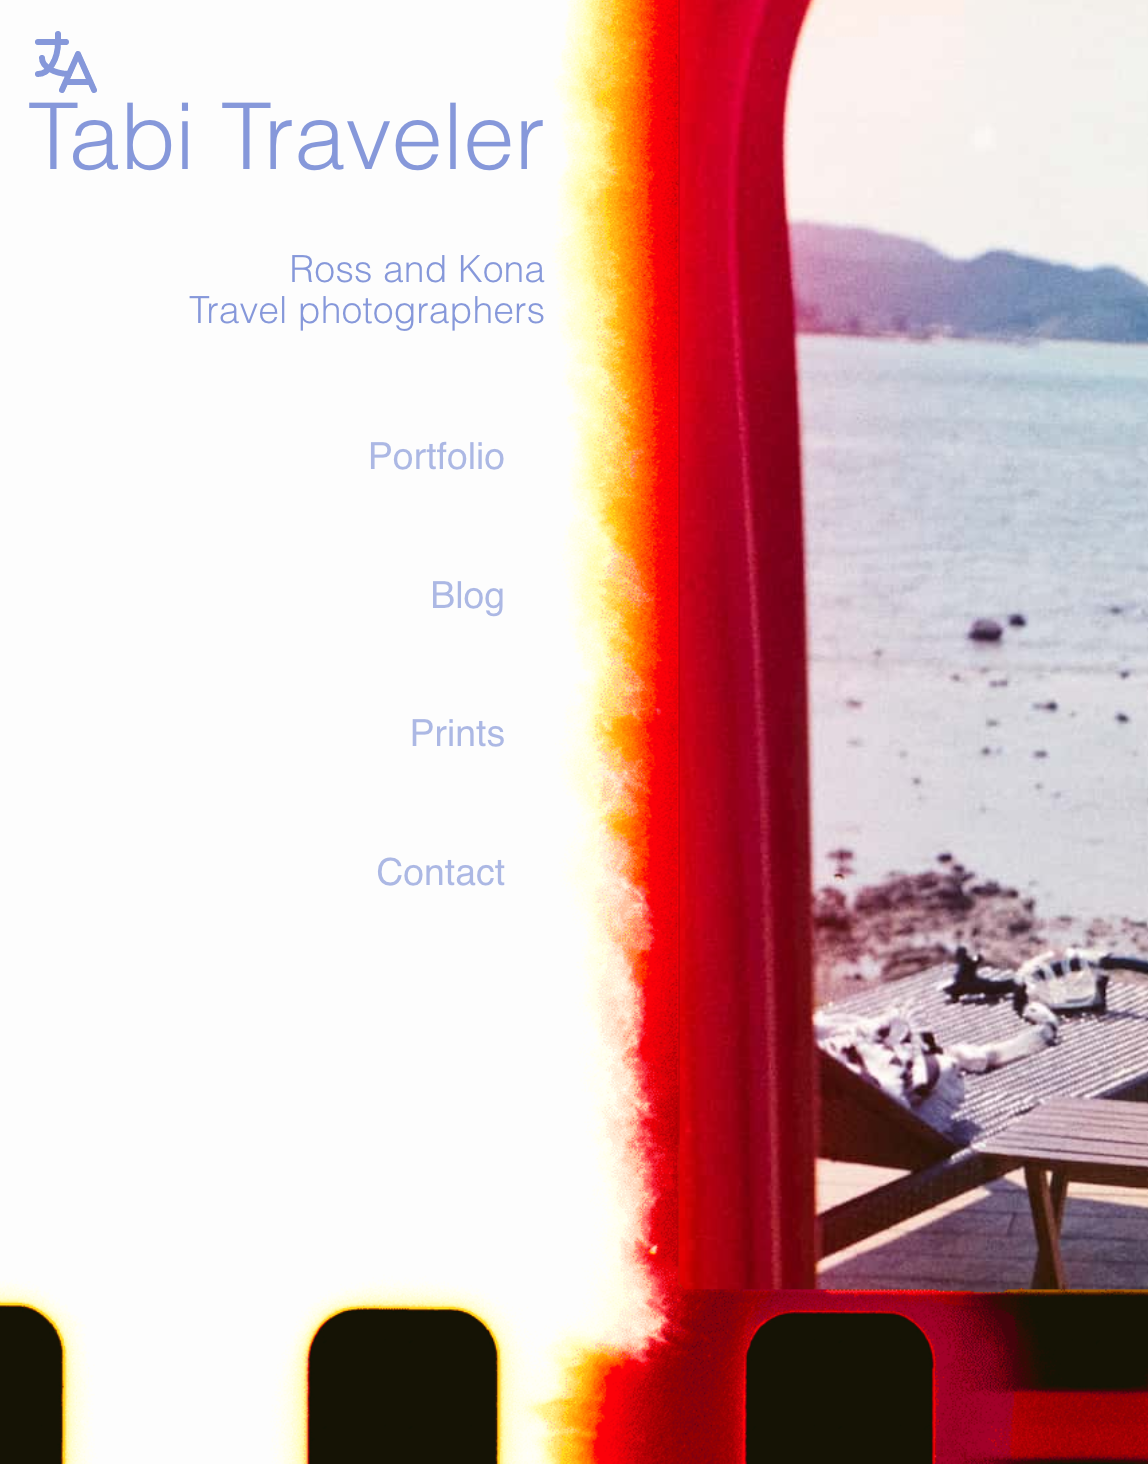 Tabi Traveler
Ross and Kona
Travel photographers
Portfolio
Blog
Prints
Contact